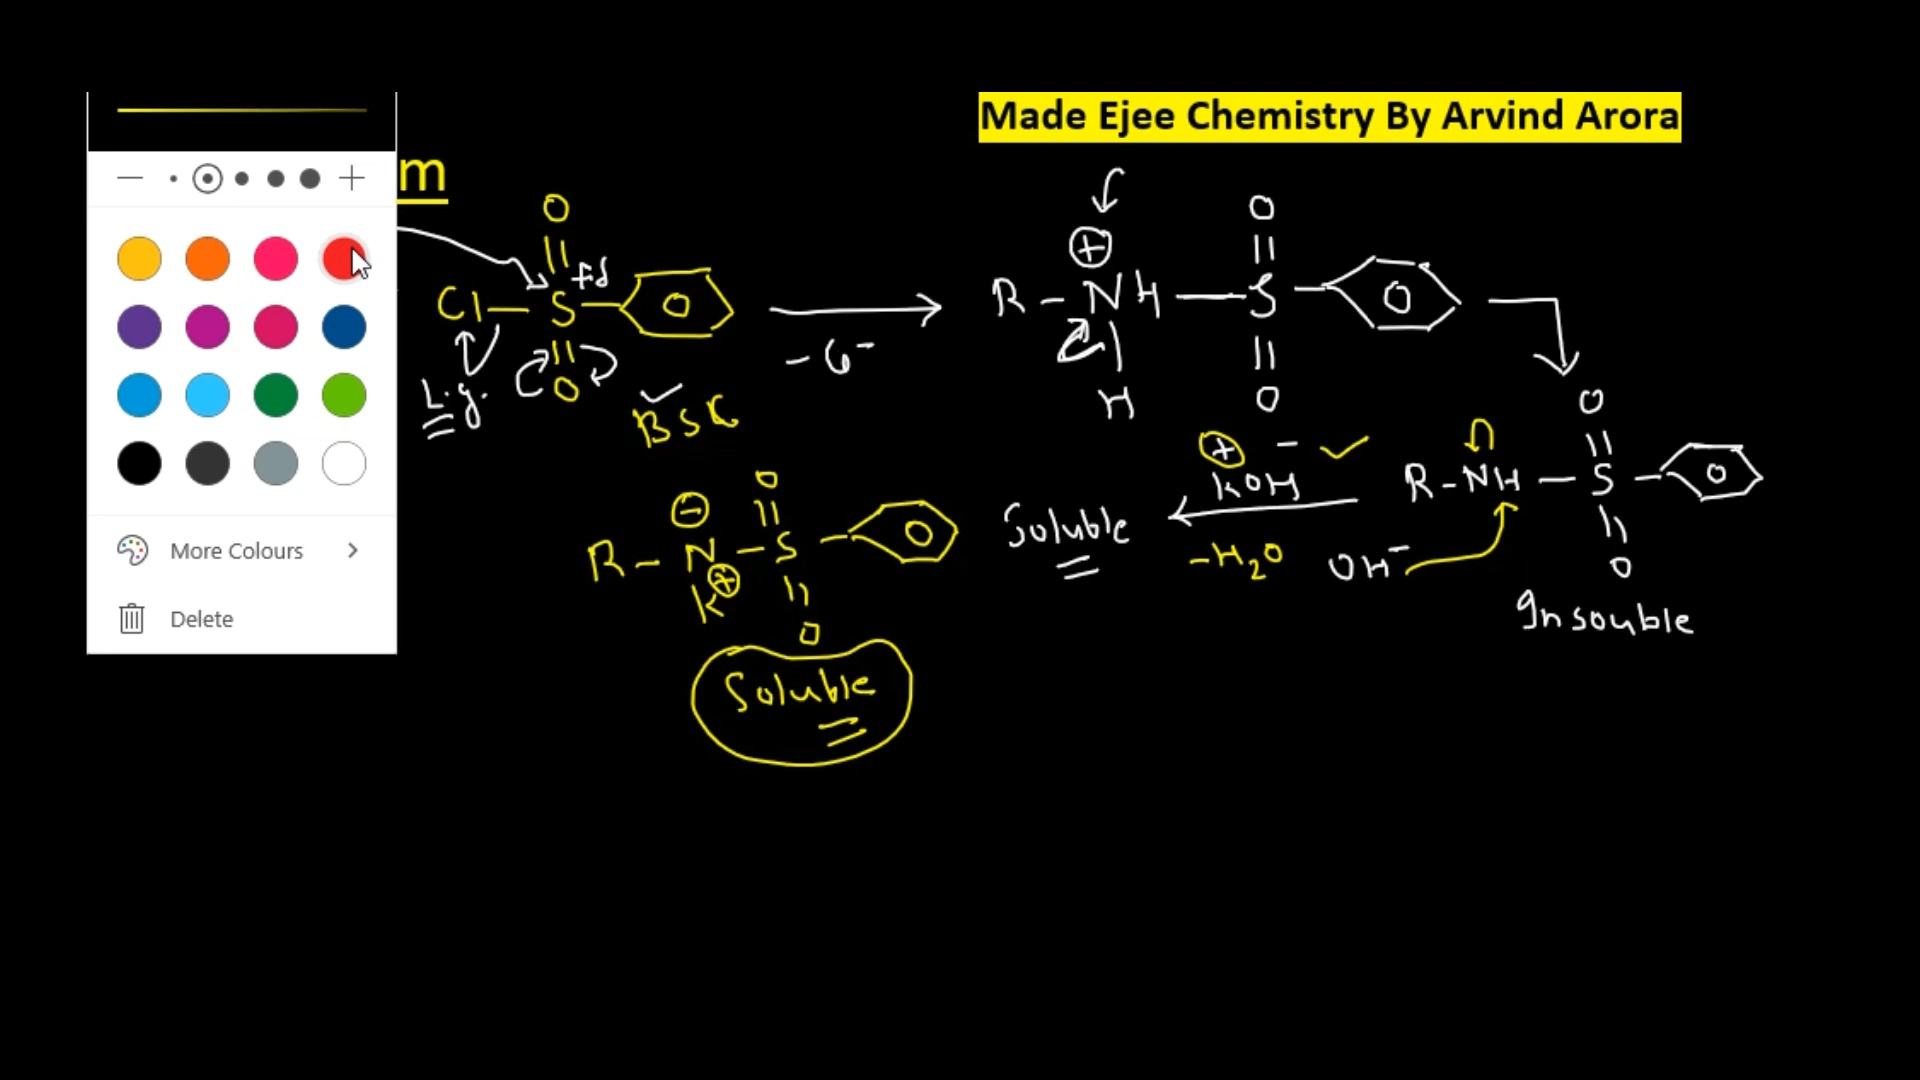 Made Ejee Chemistry By Arvind Arora
m
O
Cl — S
O
L.g.
BSC
R - NH — S
H
O
O
O
More Colours
Delete
R - N - S
K
O
O
O
Soluble
Soluble
KOH
-H2O
OH-
R - NH — S
O
O
O
Insouble